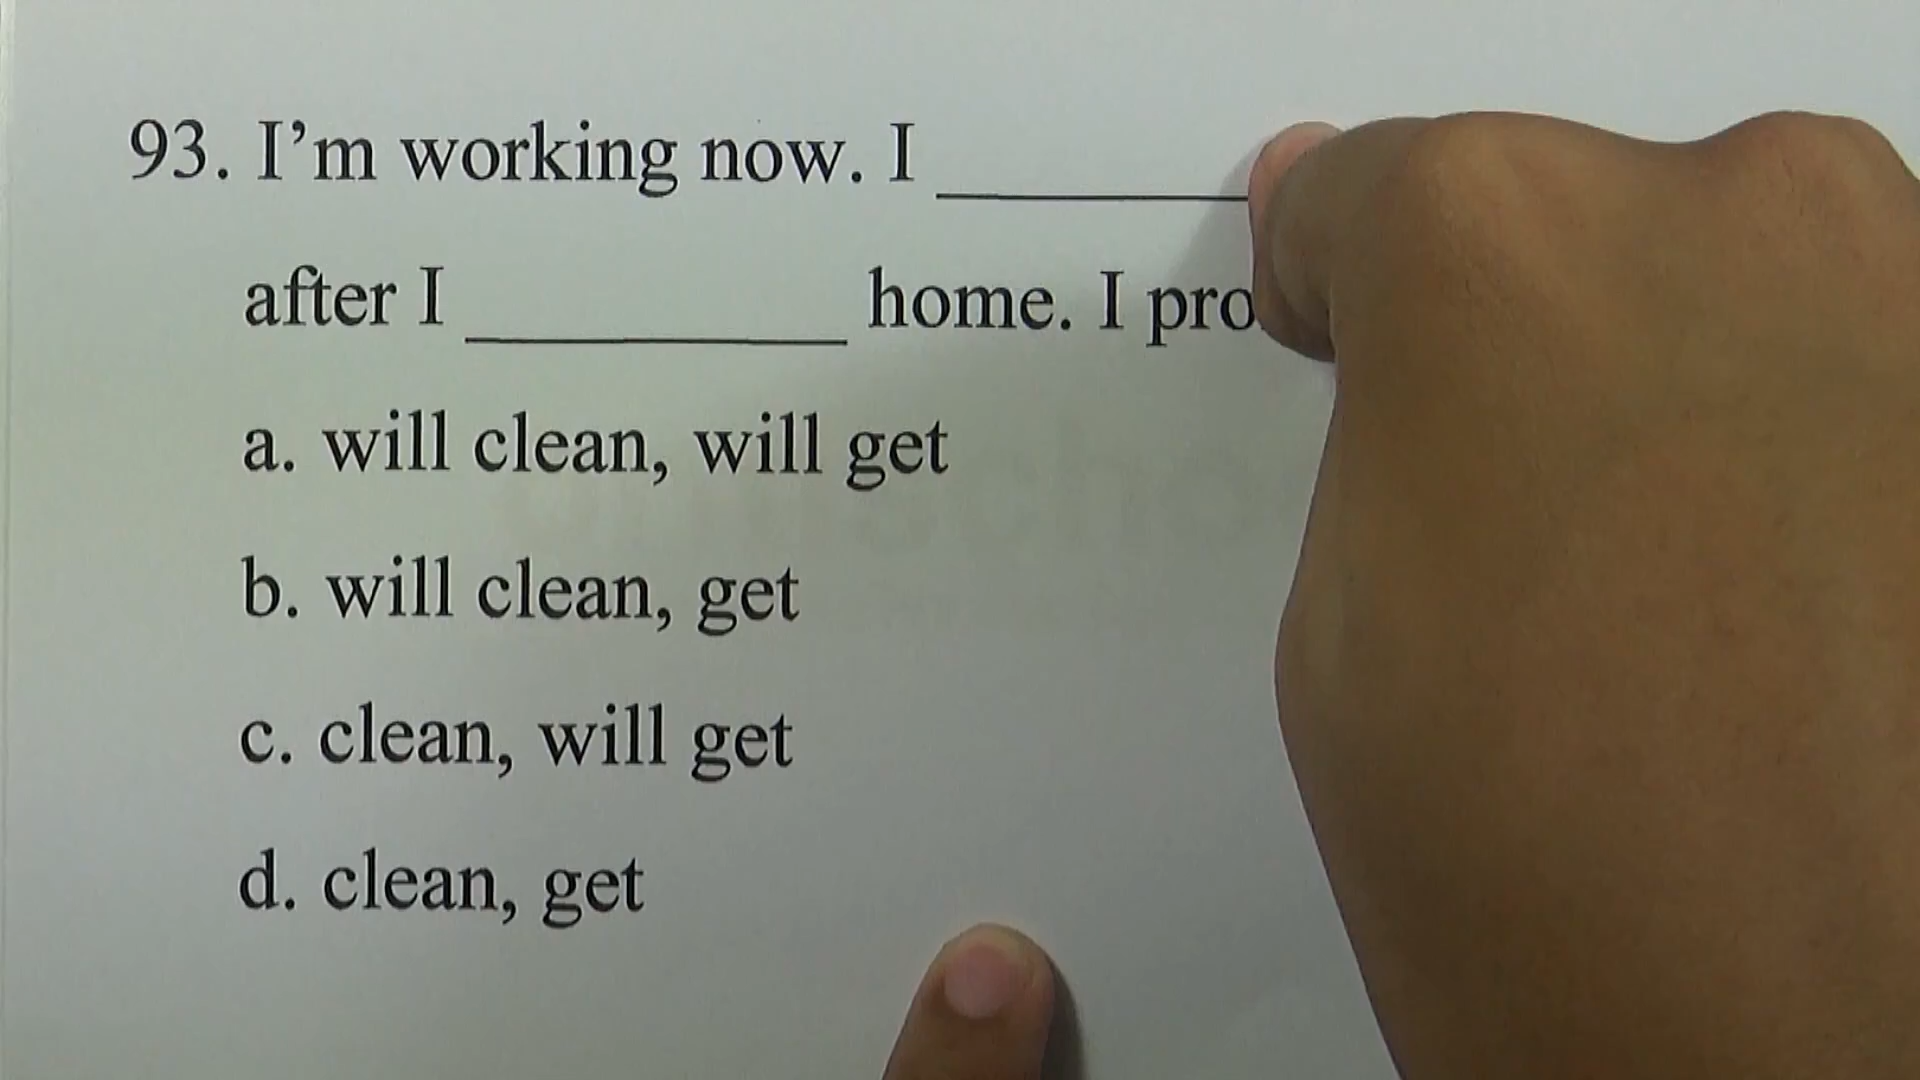 93. I'm working now. I __________
after I __________ home. I pro
a. will clean, will get
b. will clean, get
c. clean, will get
d. clean, get